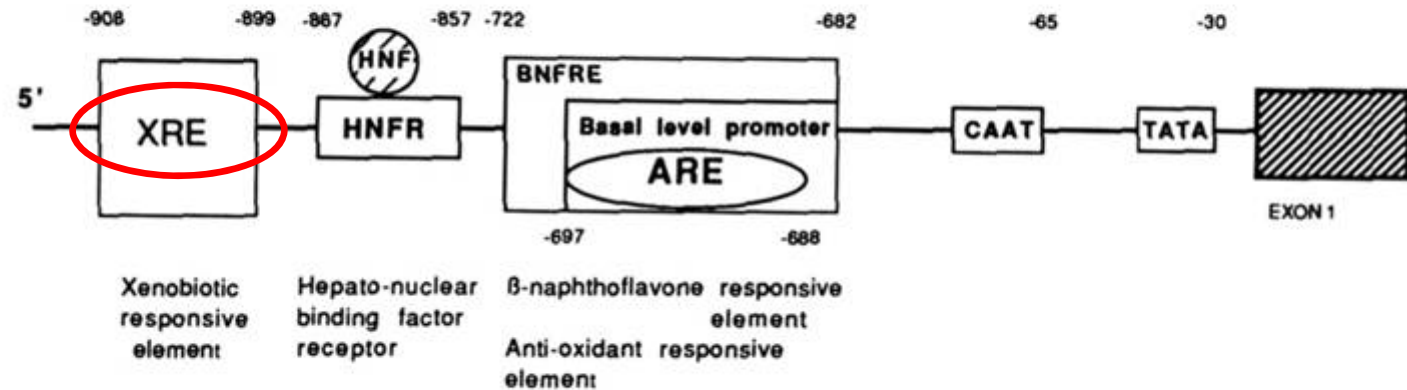 -908 -899 -887 -857 -722 -682 -65 -30
HNF
BNFRE
5'
XRE
HNFR
Basal level promoter
CAAT
TATA
ARE
EXON 1
-697 -688
Xenobiotic
responsive
element
Hepato-nuclear
binding factor
receptor
ß-naphthoflavone responsive
element
Anti-oxidant responsive
element